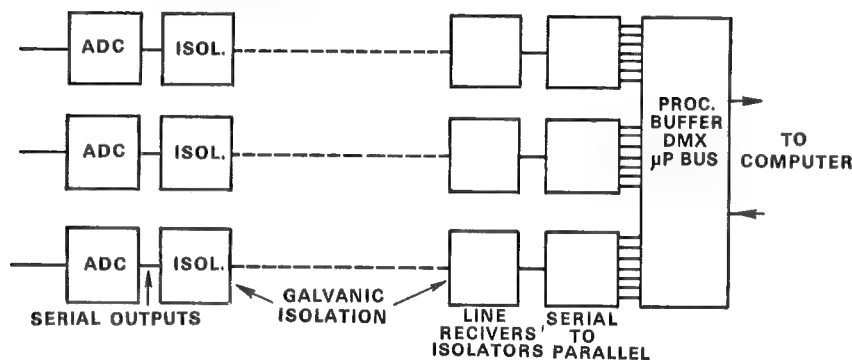 ADC
ISOL.
ADC
ISOL.
ADC
ISOL.
PROC.
BUFFER
DMX
µP BUS
TO
COMPUTER
SERIAL OUTPUTS
GALVANIC
ISOLATION
LINE
RECIVERS'
ISOLATORS
SERIAL
TO
PARALLEL